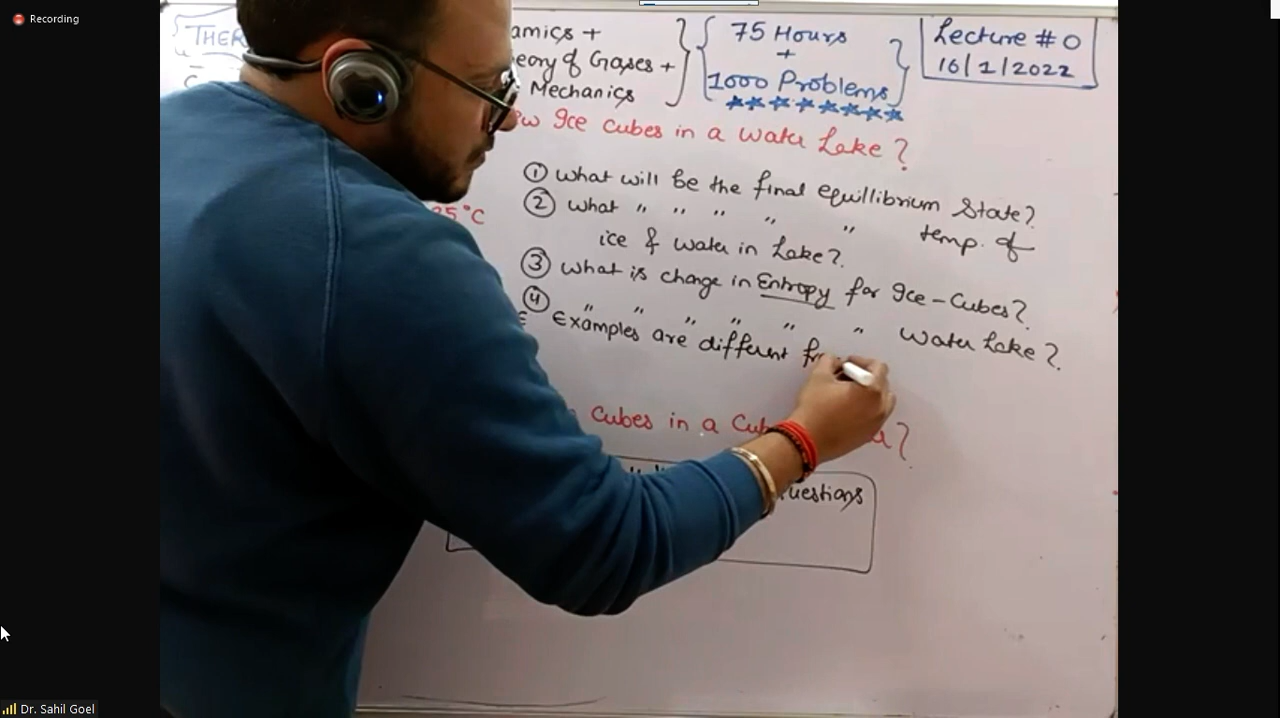 Recording
THER
amics + 75 Hours Lecture # 0
eory of Gases + + 16/1/2022
Mechanics 1000 Problems
ew Ice Cubes in a Water Lake?
① What will be the final equillibrium State?
② What " " " " " temp. of
ice & water in Lake?
25°C
③ What is change in Entropy for Ice-Cubes?
④ " " " " " " Water Lake?
Examples are different
Cubes in a Cu
uestions
Dr. Sahil Goel